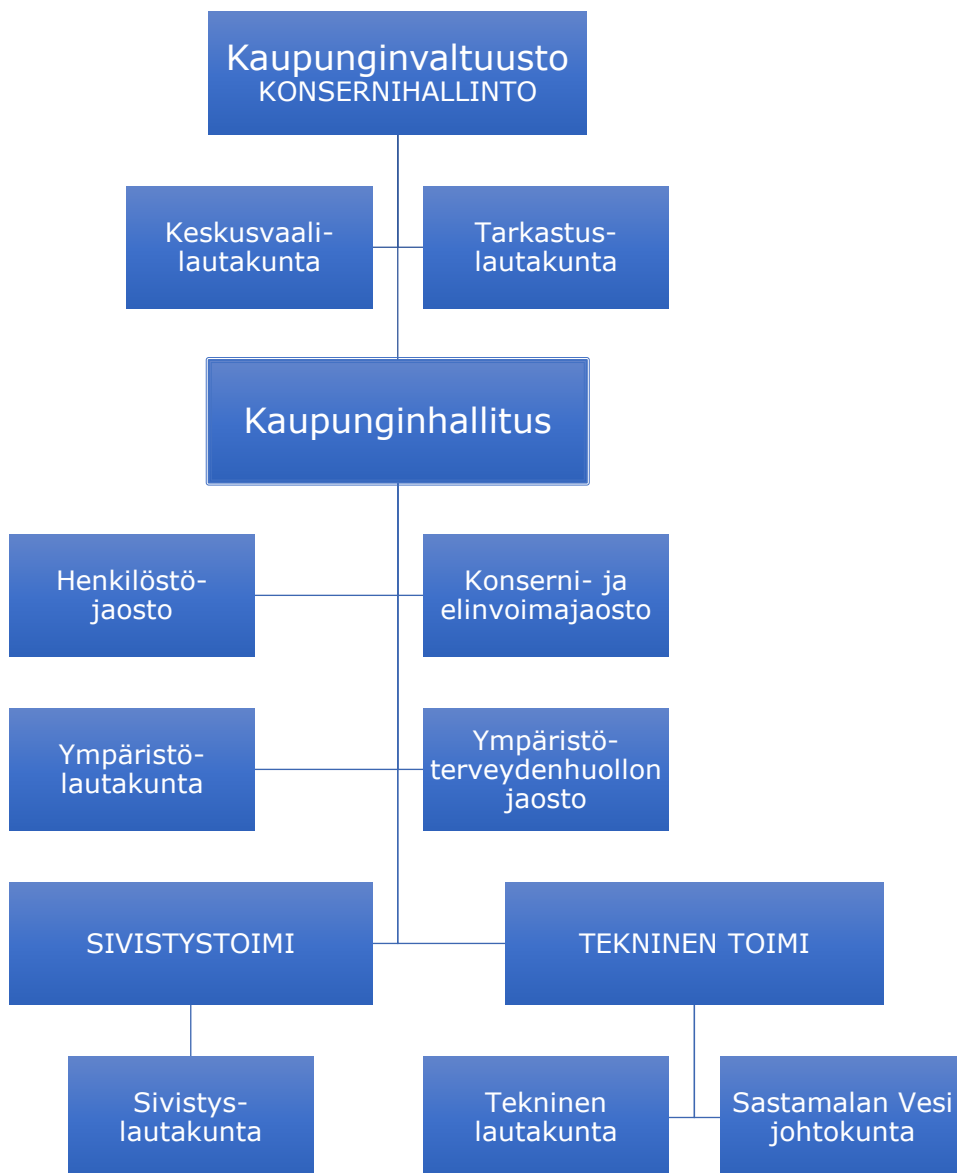 Kaupunginvaltuusto
KONSERNIHALLINTO
Keskusvaali-
lautakunta
Tarkastus-
lautakunta
Kaupunginhallitus
Henkilöstö-
jaosto
Konserni- ja
elinvoimajaosto
Ympäristö-
lautakunta
Ympäristö-
terveydenhuollon
jaosto
SIVISTYSTOIMI
TEKNINEN TOIMI
Sivistys-
lautakunta
Tekninen
lautakunta
Sastamalan Vesi
johtokunta